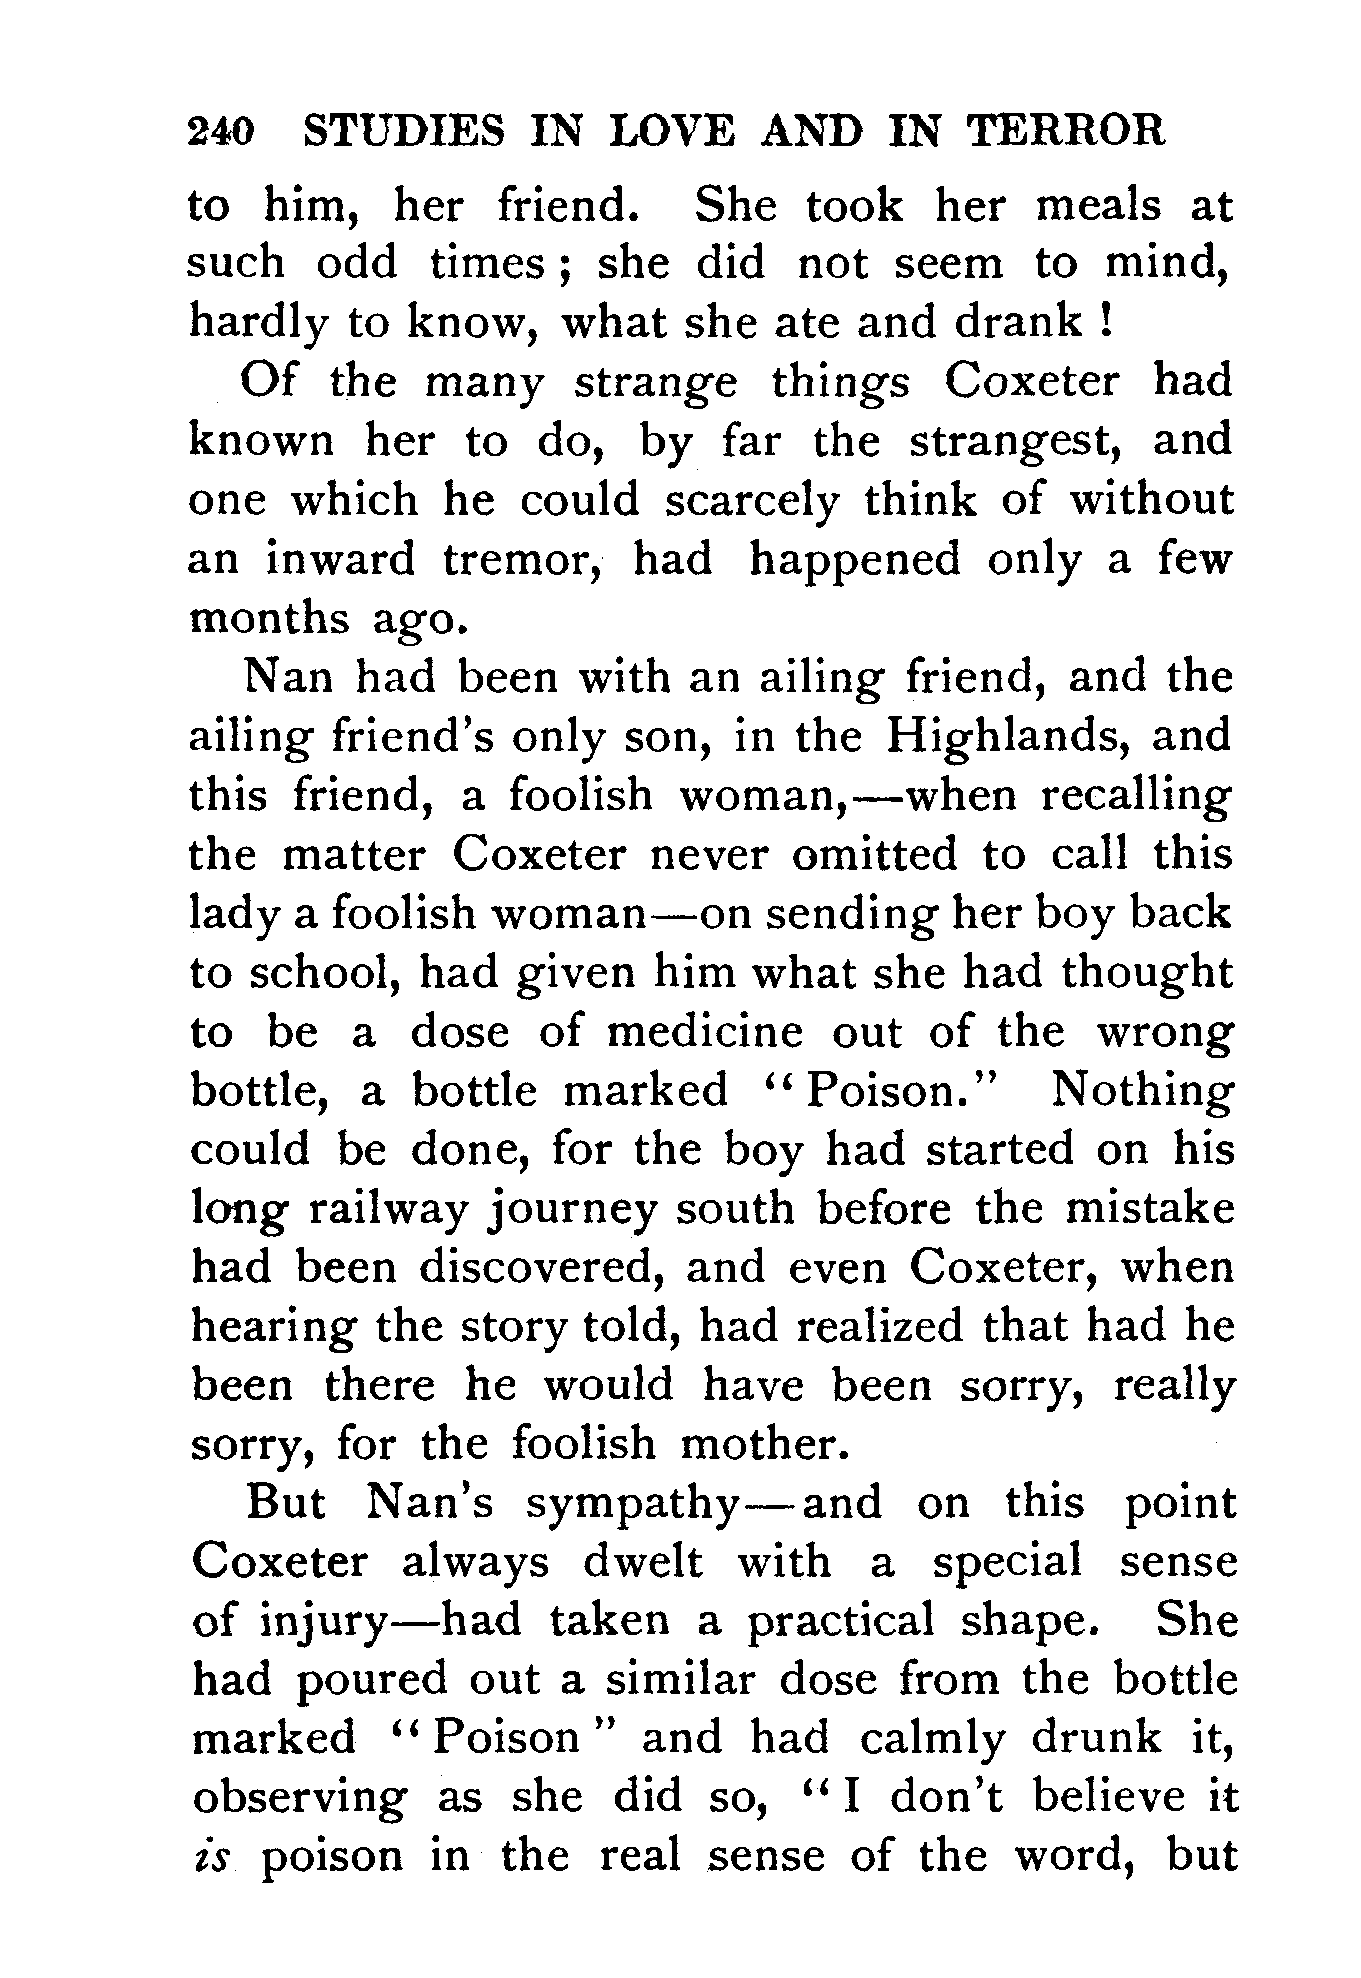 240 STUDIES IN LOVE AND IN TERROR
to him, her friend. She took her meals at
such odd times ; she did not seem to mind,
hardly to know, what she ate and drank !
Of the many strange things Coxeter had
known her to do, by far the strangest, and
one which he could scarcely think of without
an inward tremor, had happened only a few
months ago.
Nan had been with an ailing friend, and the
ailing friend's only son, in the Highlands, and
this friend, a foolish woman,—when recalling
the matter Coxeter never omitted to call this
lady a foolish woman—on sending her boy back
to school, had given him what she had thought
to be a dose of medicine out of the wrong
bottle, a bottle marked “ Poison.” Nothing
could be done, for the boy had started on his
long railway journey south before the mistake
had been discovered, and even Coxeter, when
hearing the story told, had realized that had he
been there he would have been sorry, really
sorry, for the foolish mother.
But Nan's sympathy—and on this point
Coxeter always dwelt with a special sense
of injury—had taken a practical shape. She
had poured out a similar dose from the bottle
marked “ Poison ” and had calmly drunk it,
observing as she did so, “ I don't believe it
is poison in the real sense of the word, but